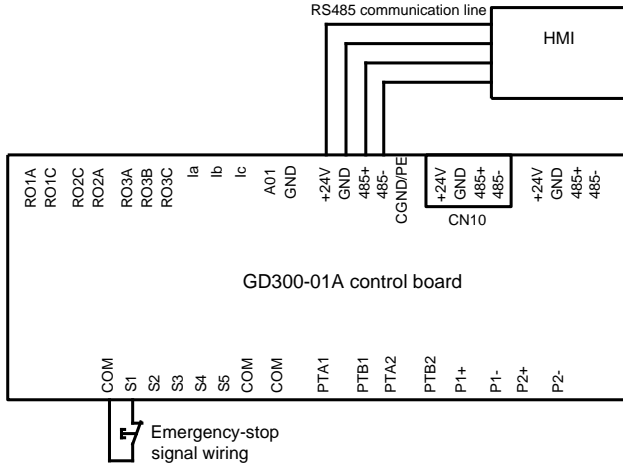 RS485 communication line
HMI
RO1A RO1C RO2C RO2A RO3A RO3B RO3C Ia Ib Ic A01 GND +24V GND 485+ 485- CGND/PE +24V GND 485+ 485- +24V GND 485+ 485-
CN10
GD300-01A control board
COM S1 S2 S3 S4 S5 COM COM PTA1 PTB1 PTA2 PTB2 P1+ P1- P2+ P2-
Emergency-stop
signal wiring